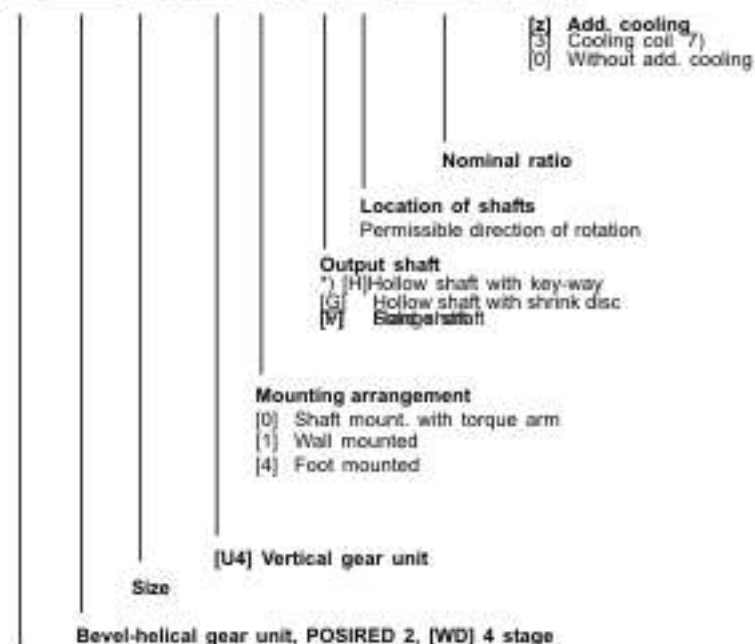 [z] Add. cooling
[3] Cooling coil 7)
[0] Without add. cooling
Nominal ratio
Location of shafts
Permissible direction of rotation
Output shaft
*) [H]Hollow shaft with key-way
[G] Hollow shaft with shrink disc
Mounting arrangement
[0] Shaft mount. with torque arm
[1] Wall mounted
[4] Foot mounted
[U4] Vertical gear unit
Size
Bevel-helical gear unit, POSIRED 2, [WD] 4 stage